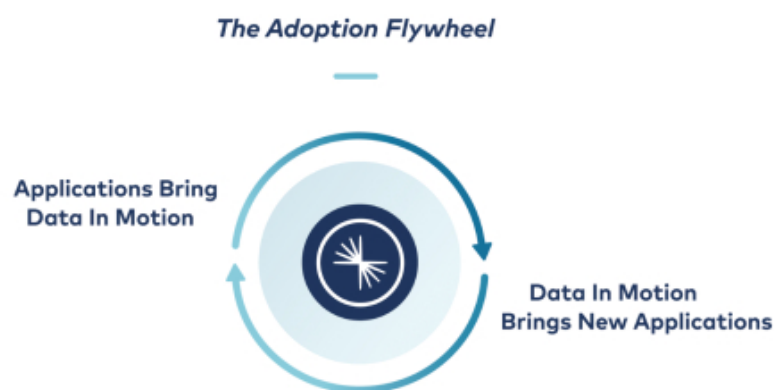 The Adoption Flywheel
Applications Bring
Data In Motion
Data In Motion
Brings New Applications